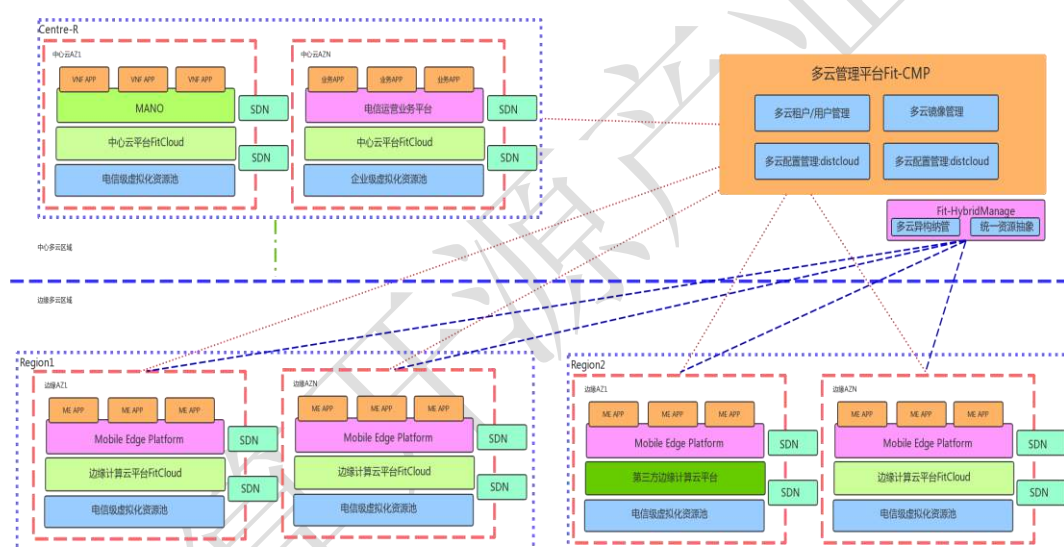 Centre-R
中心云AZ1
VNF APP
VNF APP
VNF APP
MANO
SDN
中心云平台FitCloud
SDN
电信级虚拟化资源池
中心云AZN
业务APP
业务APP
业务APP
电信运营业务平台
SDN
中心云平台FitCloud
SDN
企业级虚拟化资源池
多云管理平台Fit-CMP
多云租户/用户管理
多云镜像管理
多云配置管理:distcloud
多云配置管理:distcloud
Fit-HybridManage
多云异构纳管
统一资源抽象
中心多云区域
边缘多云区域
Region1
边缘AZ1
ME APP
ME APP
ME APP
Mobile Edge Platform
SDN
边缘计算云平台FitCloud
SDN
电信级虚拟化资源池
边缘AZN
ME APP
ME APP
ME APP
Mobile Edge Platform
SDN
边缘计算云平台FitCloud
SDN
电信级虚拟化资源池
Region2
边缘AZ1
ME APP
ME APP
ME APP
Mobile Edge Platform
SDN
第三方边缘计算云平台
SDN
电信级虚拟化资源池
边缘AZN
ME APP
ME APP
ME APP
Mobile Edge Platform
SDN
边缘计算云平台FitCloud
SDN
电信级虚拟化资源池